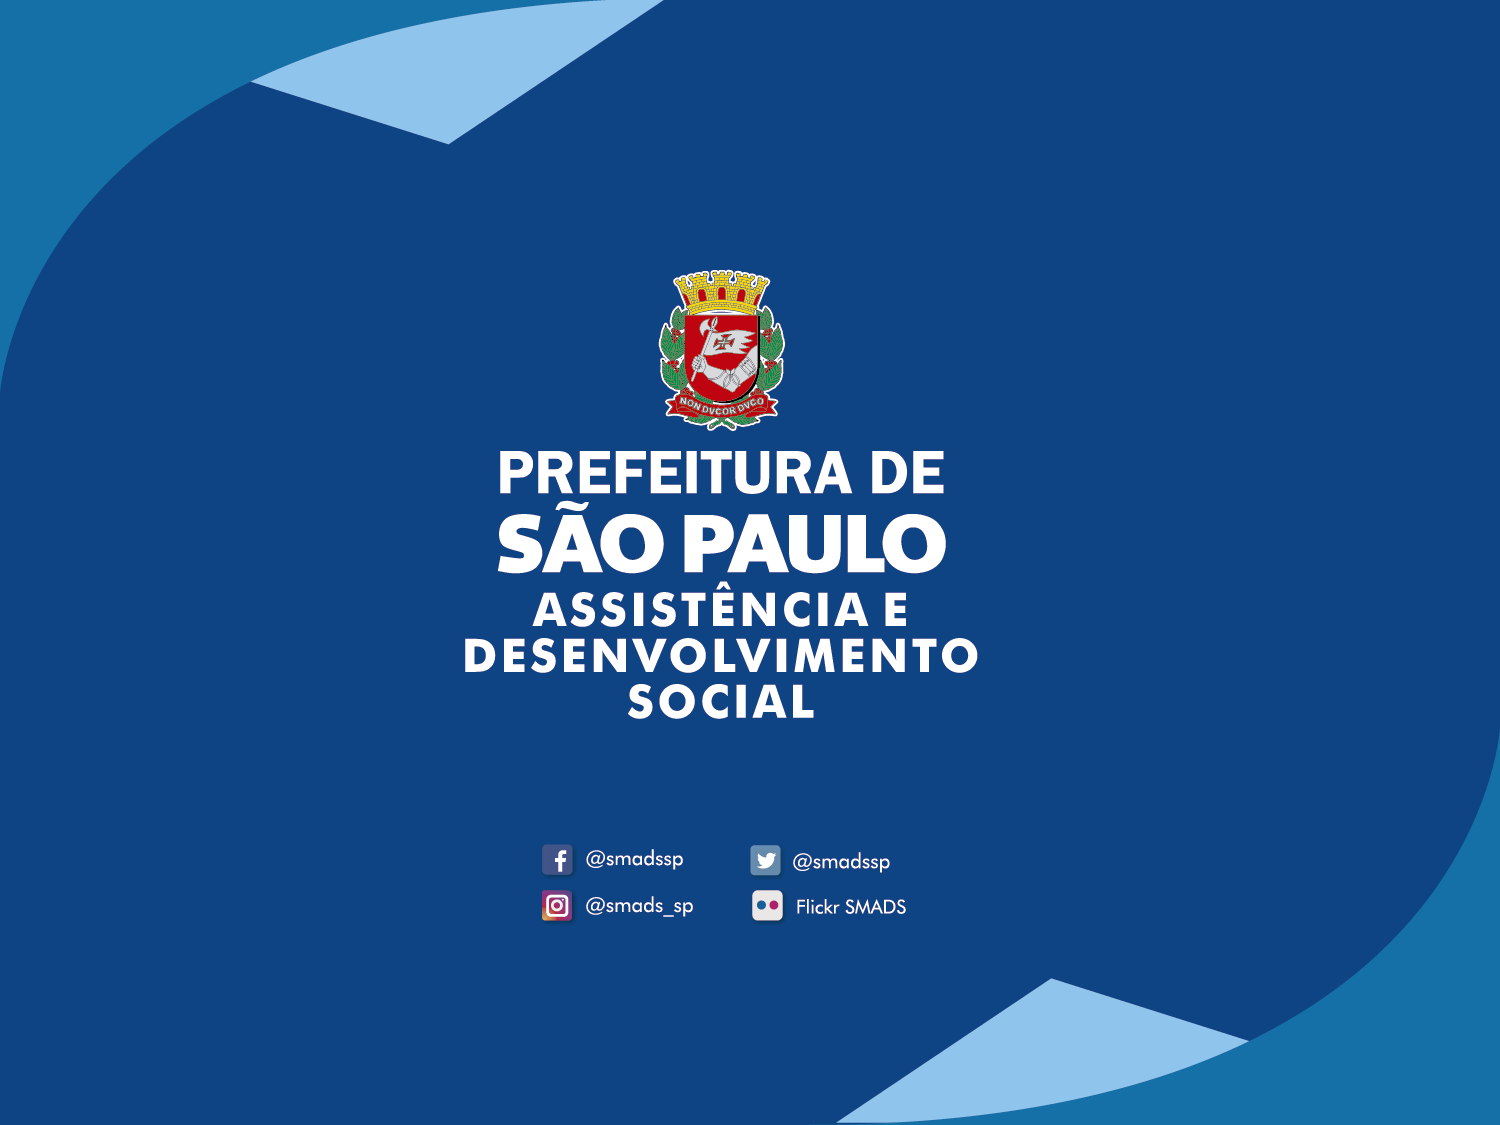 NON DVCOR DVCO
PREFEITURA DE
SÃO PAULO
ASSISTÊNCIA E
DESENVOLVIMENTO
SOCIAL
@smadssp
@smadssp
@smads_sp
Flickr SMADS